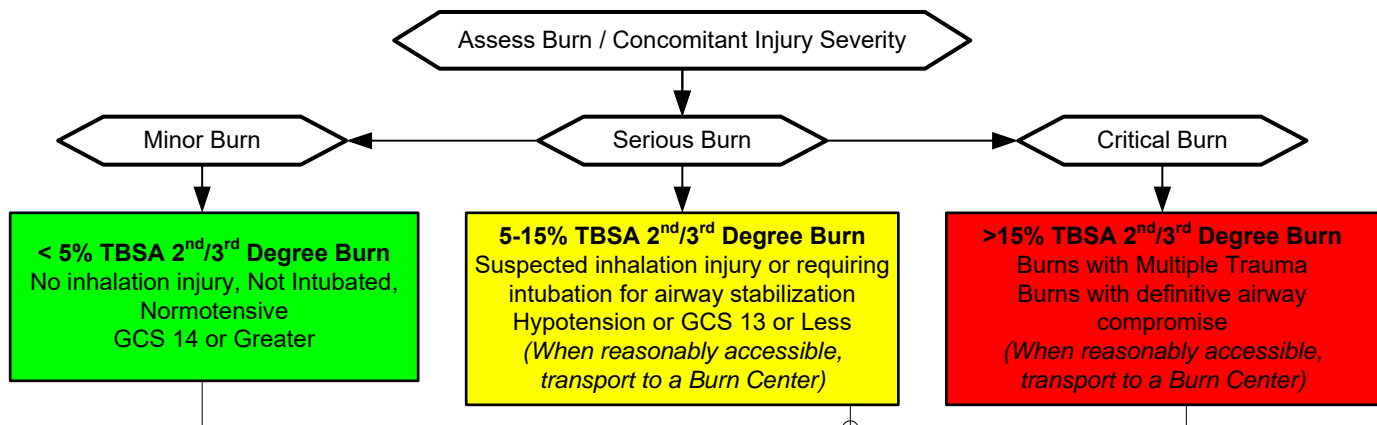 Assess Burn / Concomitant Injury Severity
Minor Burn
Serious Burn
Critical Burn
< 5% TBSA 2nd/3rd Degree Burn
No inhalation injury, Not Intubated,
Normotensive
GCS 14 or Greater
5-15% TBSA 2nd/3rd Degree Burn
Suspected inhalation injury or requiring
intubation for airway stabilization
Hypotension or GCS 13 or Less
(When reasonably accessible,
transport to a Burn Center)
>15% TBSA 2nd/3rd Degree Burn
Burns with Multiple Trauma
Burns with definitive airway
compromise
(When reasonably accessible,
transport to a Burn Center)